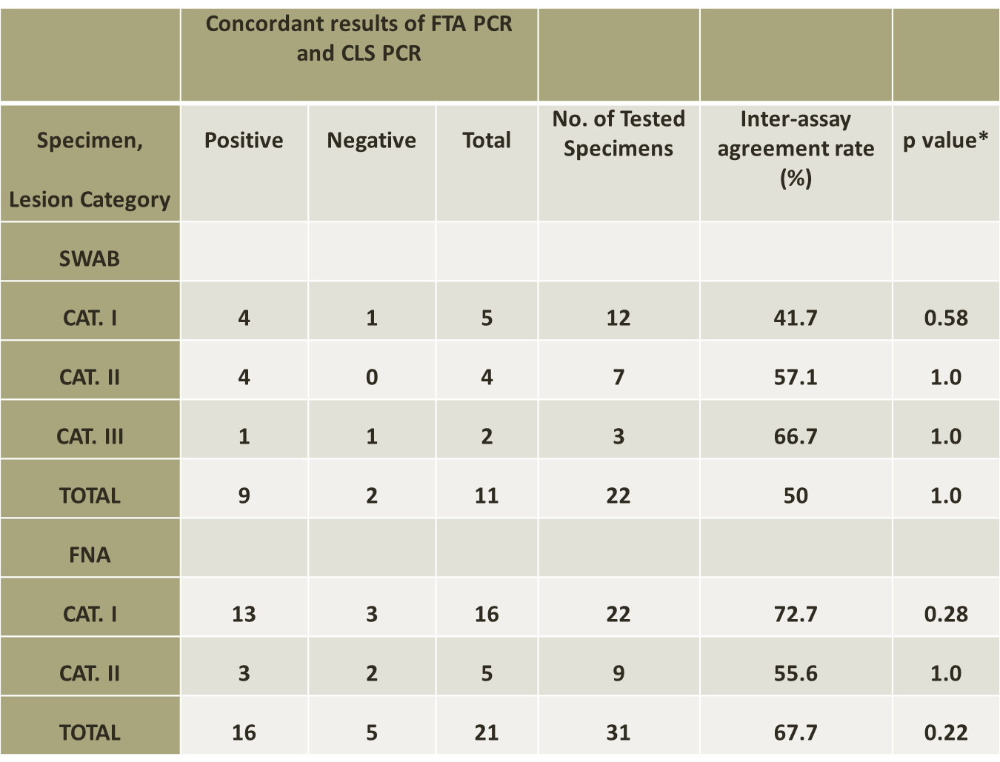 Concordant results of FTA PCR
and CLS PCR
Specimen,
Lesion Category
Positive
Negative
Total
No. of Tested
Specimens
Inter-assay
agreement rate
(%)
p value*
SWAB
CAT. I 4 1 5 12 41.7 0.58
CAT. II 4 0 4 7 57.1 1.0
CAT. III 1 1 2 3 66.7 1.0
TOTAL 9 2 11 22 50 1.0
FNA
CAT. I 13 3 16 22 72.7 0.28
CAT. II 3 2 5 9 55.6 1.0
TOTAL 16 5 21 31 67.7 0.22